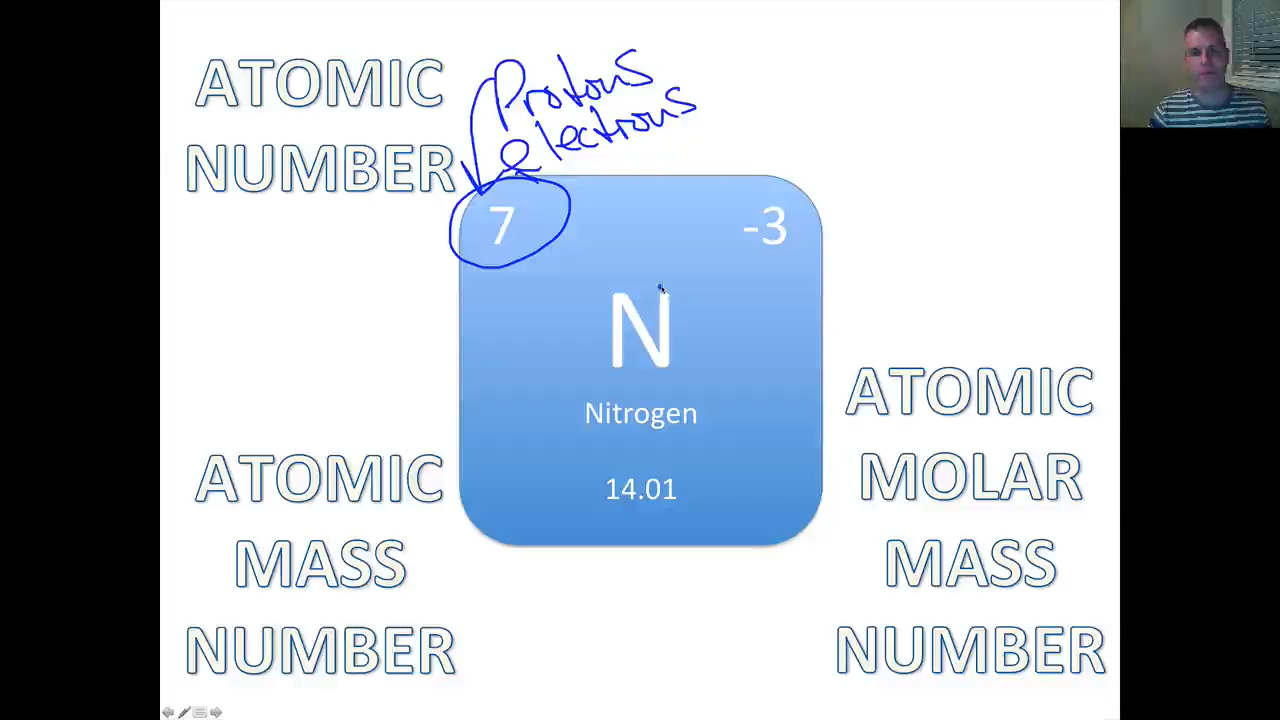 ATOMIC
NUMBER
Protons
electrons
7
-3
N
Nitrogen
14.01
ATOMIC
MASS
NUMBER
ATOMIC
MOLAR
MASS
NUMBER